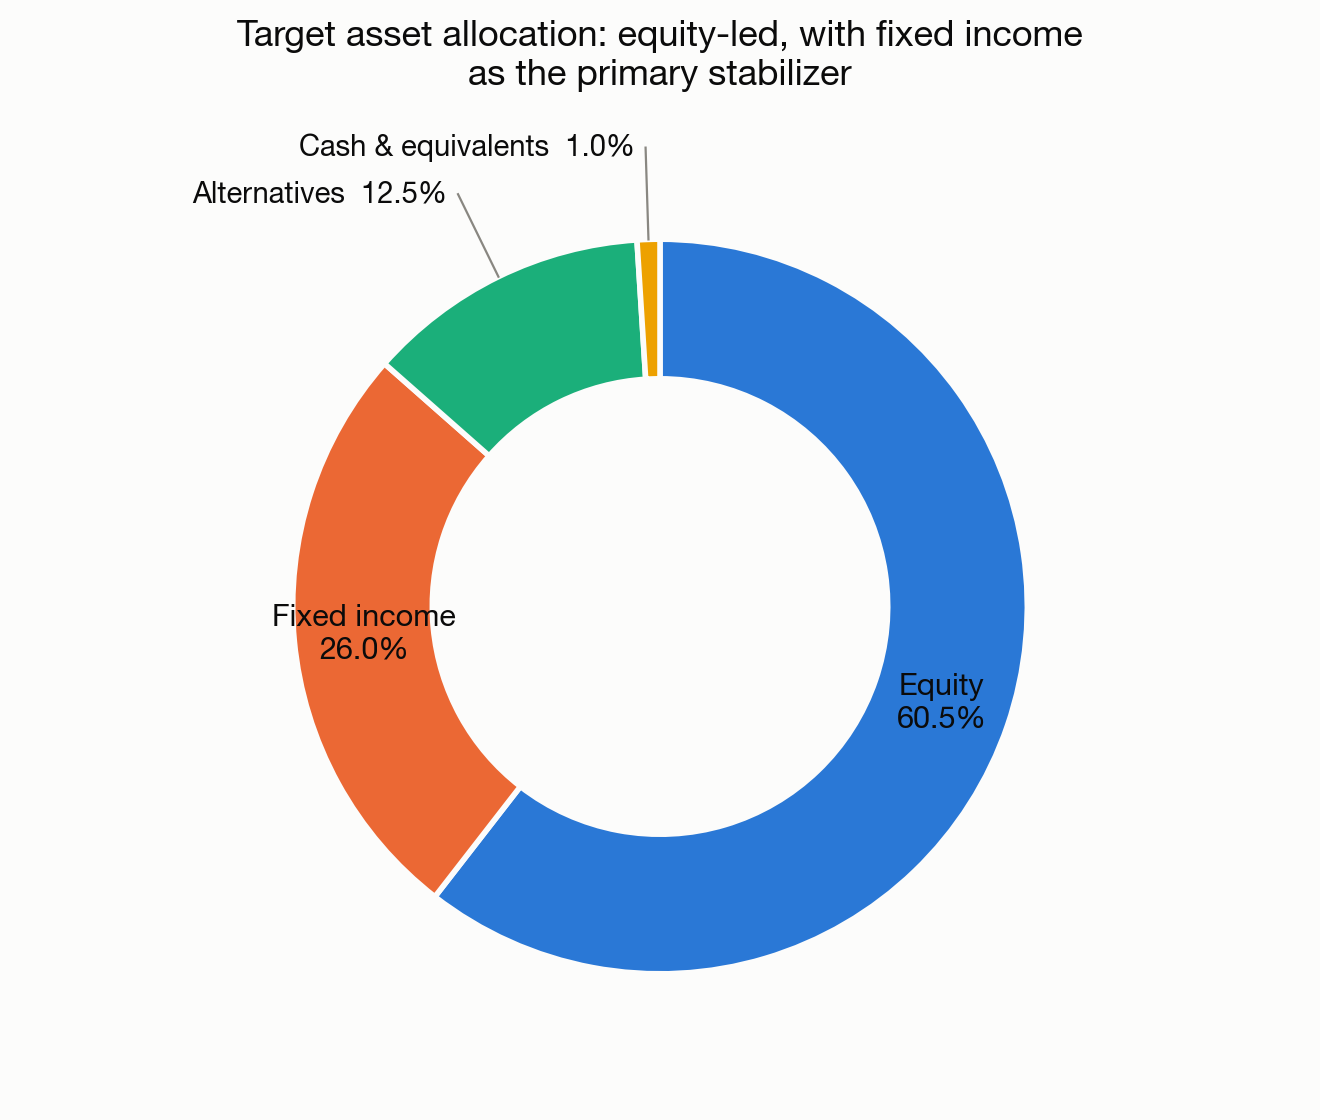 Target asset allocation: equity-led, with fixed income
as the primary stabilizer
Cash & equivalents  1.0%
Alternatives  12.5%
Fixed income
26.0%
Equity
60.5%